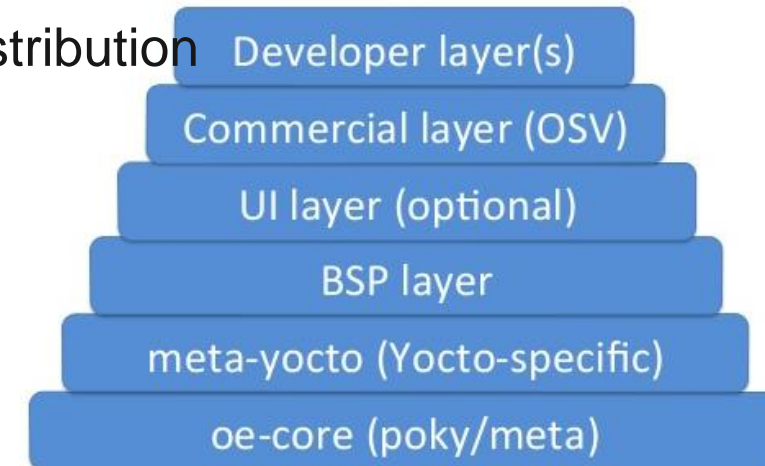 stribution
Developer layer(s)
Commercial layer (OSV)
UI layer (optional)
BSP layer
meta-yocto (Yocto-specific)
oe-core (poky/meta)